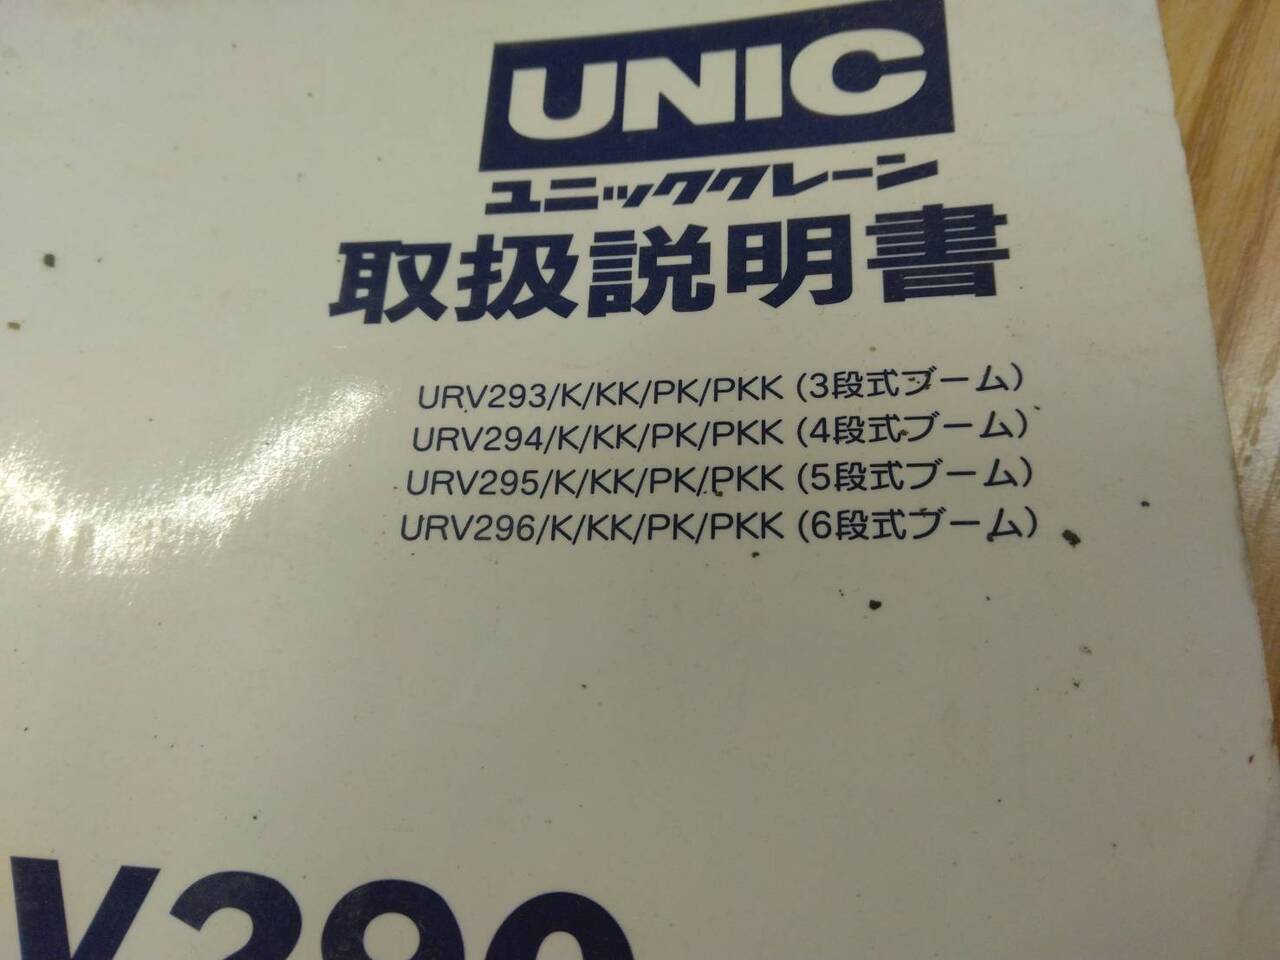 UNIC
ユニッククレーン
取扱説明書
URV293/K/KK/PK/PKK (3段式ブーム)
URV294/K/KK/PK/PKK (4段式ブーム)
URV295/K/KK/PK/PKK (5段式ブーム)
URV296/K/KK/PK/PKK (6段式ブーム)
V290